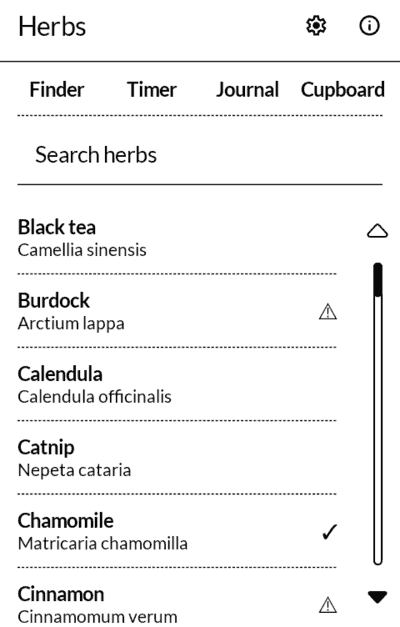 Herbs
Finder Timer Journal Cupboard
Search herbs
Black tea
Camellia sinensis
Burdock
Arctium lappa
Calendula
Calendula officinalis
Catnip
Nepeta cataria
Chamomile
Matricaria chamomilla
Cinnamon
Cinnamomum verum